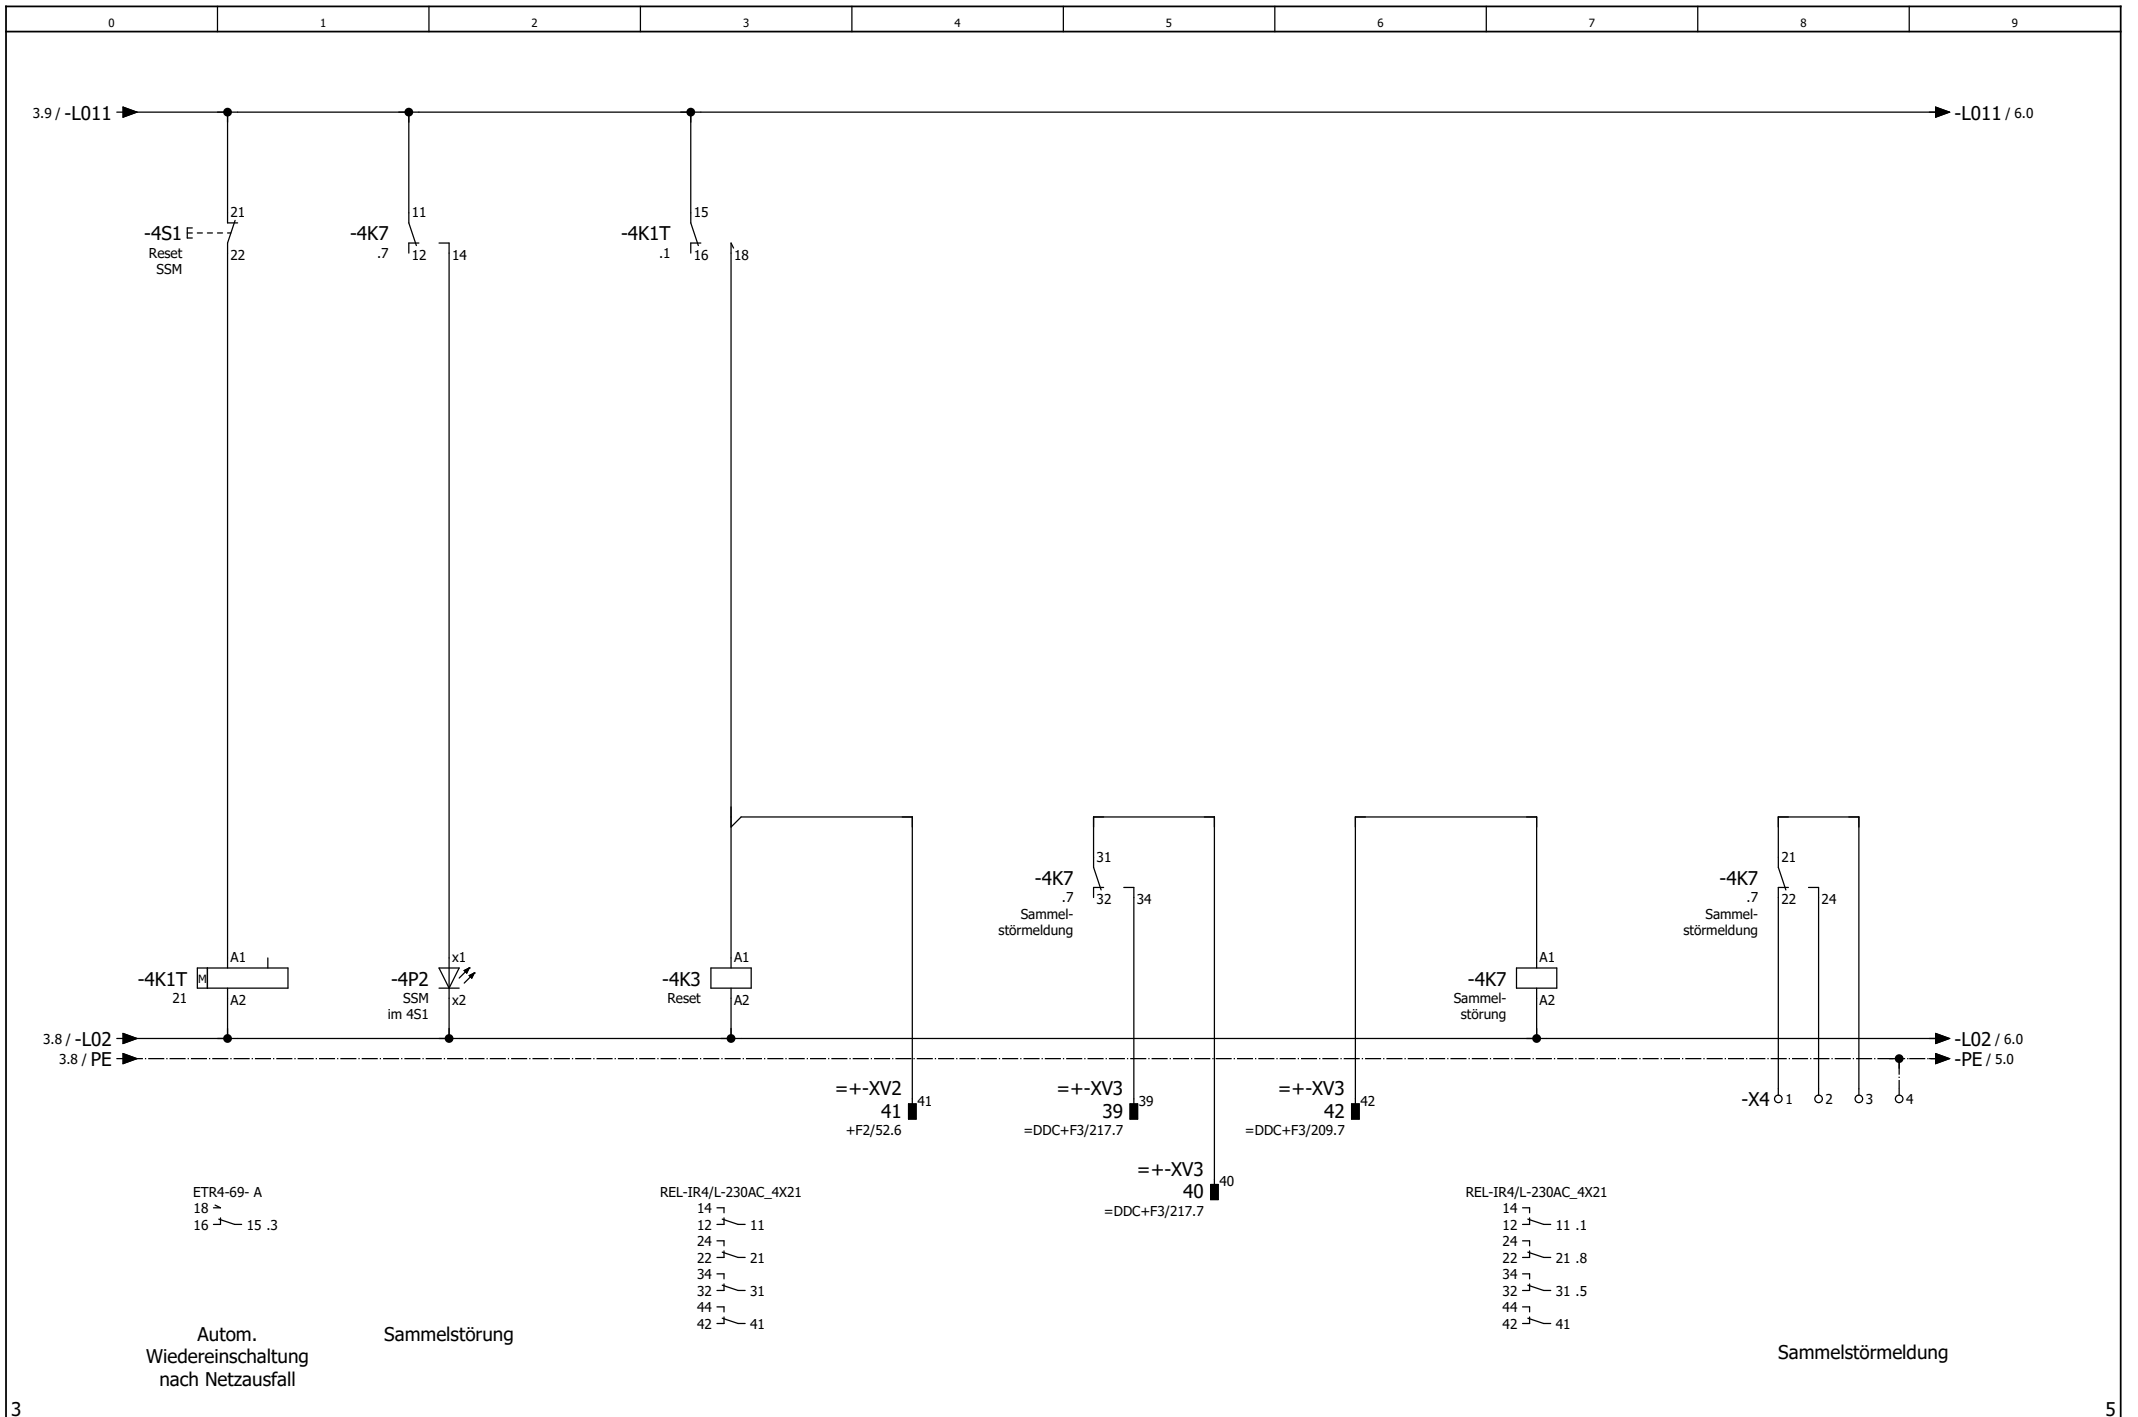 0 1 2 3 4 5 6 7 8 9
3.9 / -L011
-L011 / 6.0
21
-4S1 E
Reset
22
SSM
11
-4K7
.7
12
14
15
-4K1T
.1
16
18
31
-4K7
.7
32
34
Sammel-
störmeldung
21
-4K7
.7
22
24
Sammel-
störmeldung
A1
-4K1T
M
21
A2
x1
-4P2
SSM
x2
im 4S1
A1
-4K3
Reset
A2
A1
-4K7
Sammel-
A2
störung
3.8 / -L02
-L02 / 6.0
3.8 / PE
-PE / 5.0
=+-XV2
41
41
+F2/52.6
=+-XV3
39
39
=DDC+F3/217.7
=+-XV3
40
40
=DDC+F3/217.7
=+-XV3
42
42
=DDC+F3/209.7
-X4 1 2 3 4
ETR4-69- A
18
16 15 .3
REL-IR4/L-230AC_4X21
14
12 11
24
22 21
34
32 31
44
42 41
REL-IR4/L-230AC_4X21
14
12 11 .1
24
22 21 .8
34
32 31 .5
44
42 41
Autom.
Wiedereinschaltung
nach Netzausfall
Sammelstörung
Sammelstörmeldung
3
5